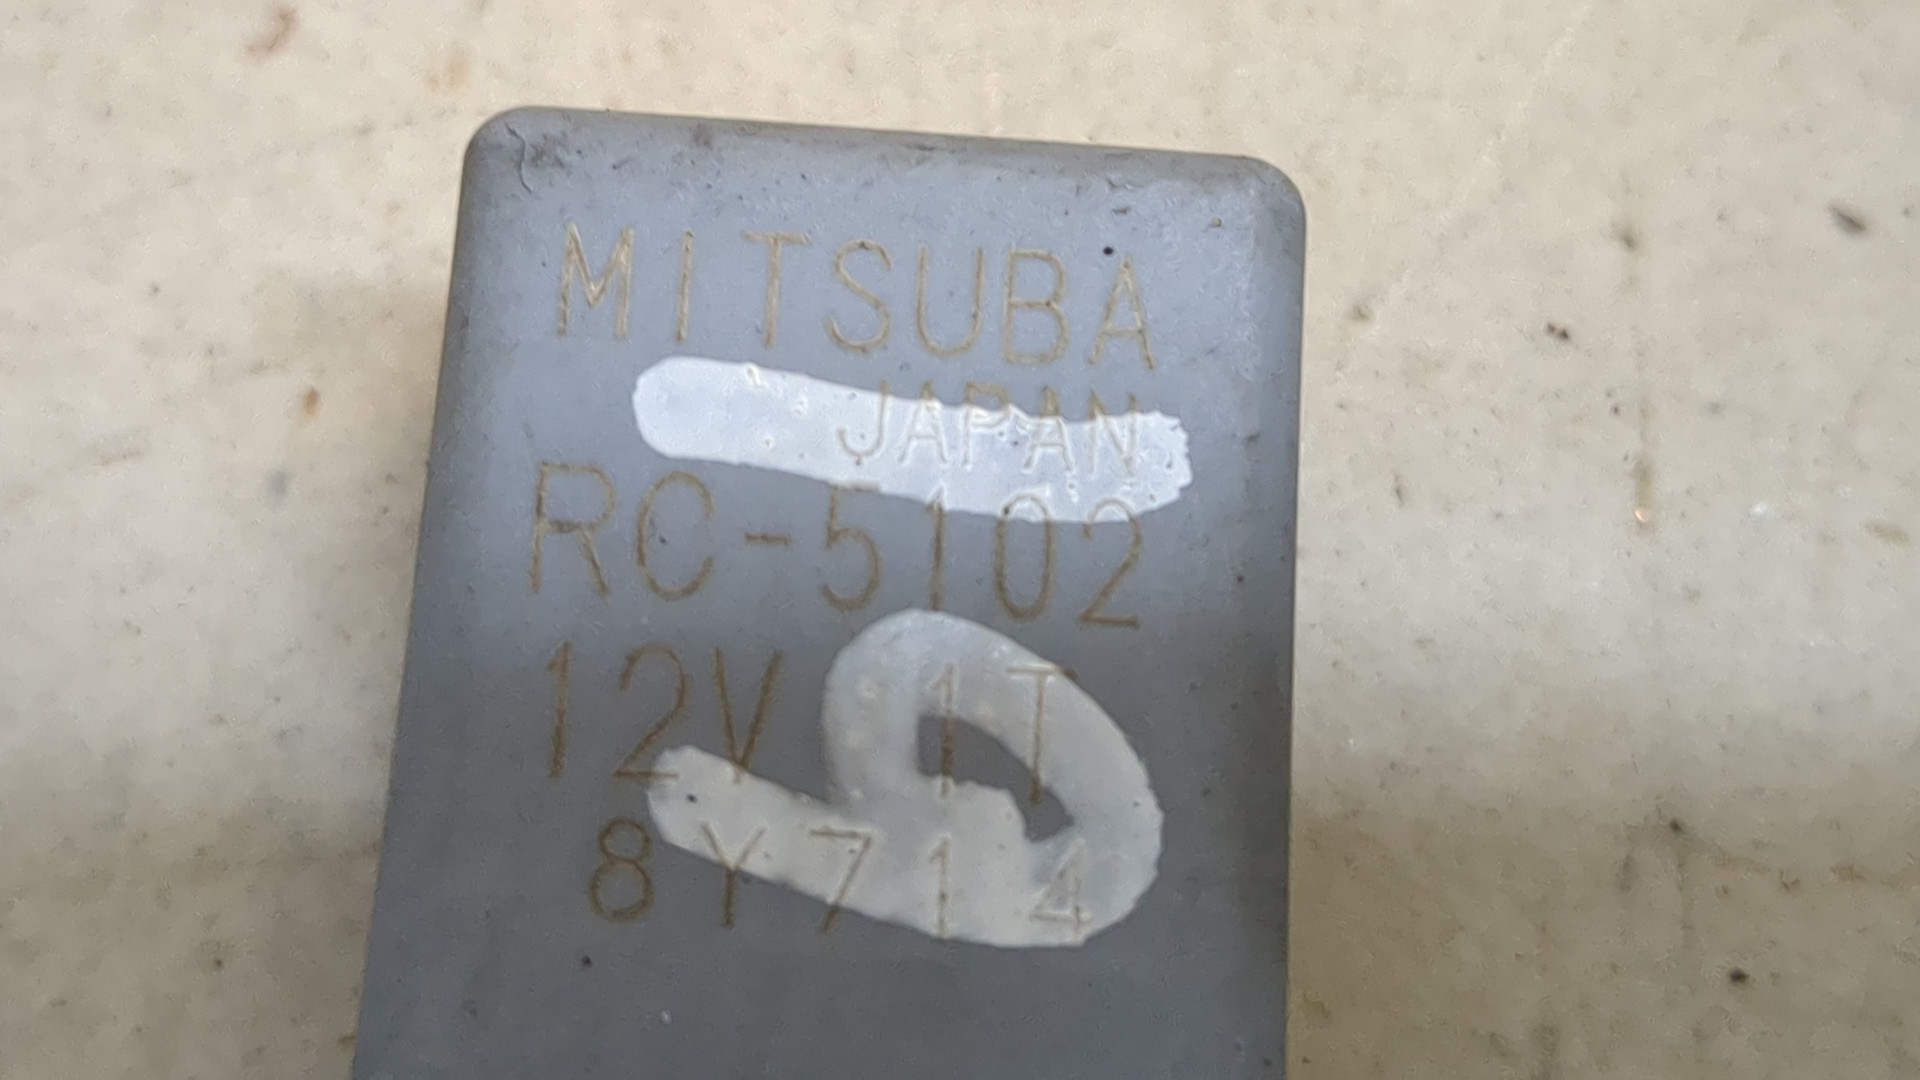 MITSUBA
JAPAN
RC-5102
12V 1T
8Y714